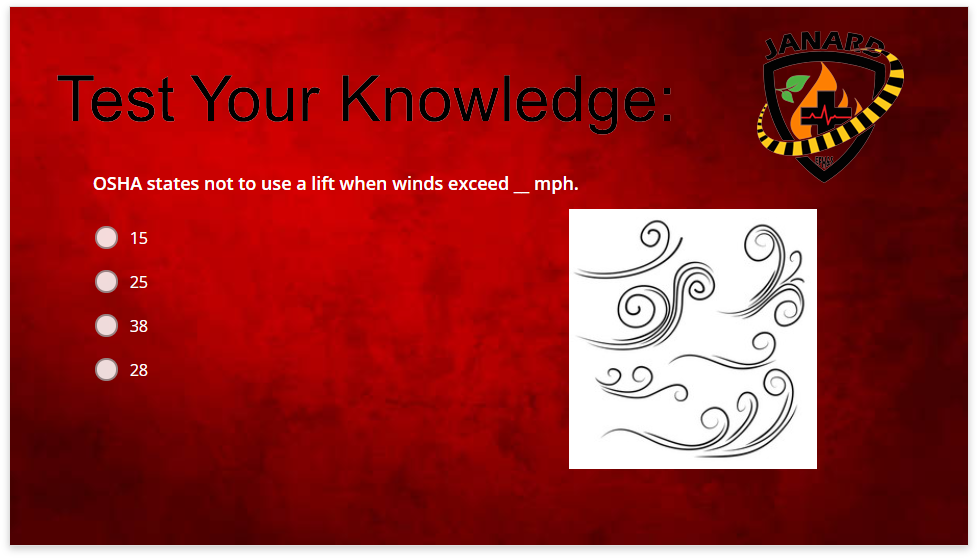 JANARD
Test Your Knowledge:
OSHA states not to use a lift when winds exceed __ mph.
15
25
38
28